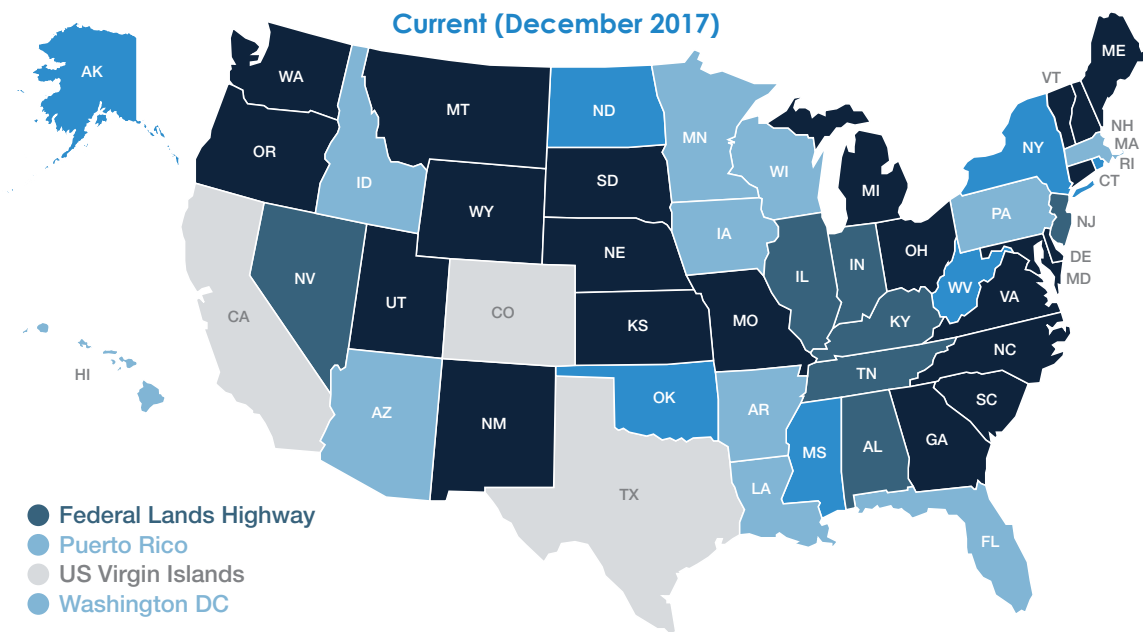 Current (December 2017)
AK
WA
MT
ND
MN
VT
ME
NH
MA
RI
CT
NY
OR
ID
SD
WI
MI
WY
PA
NJ
IA
NE
OH
DE
MD
NV
IL
IN
WV
UT
VA
CA
CO
KS
MO
KY
HI
NC
TN
AZ
NM
OK
AR
SC
MS
AL
GA
TX
LA
FL
Federal Lands Highway
Puerto Rico
US Virgin Islands
Washington DC